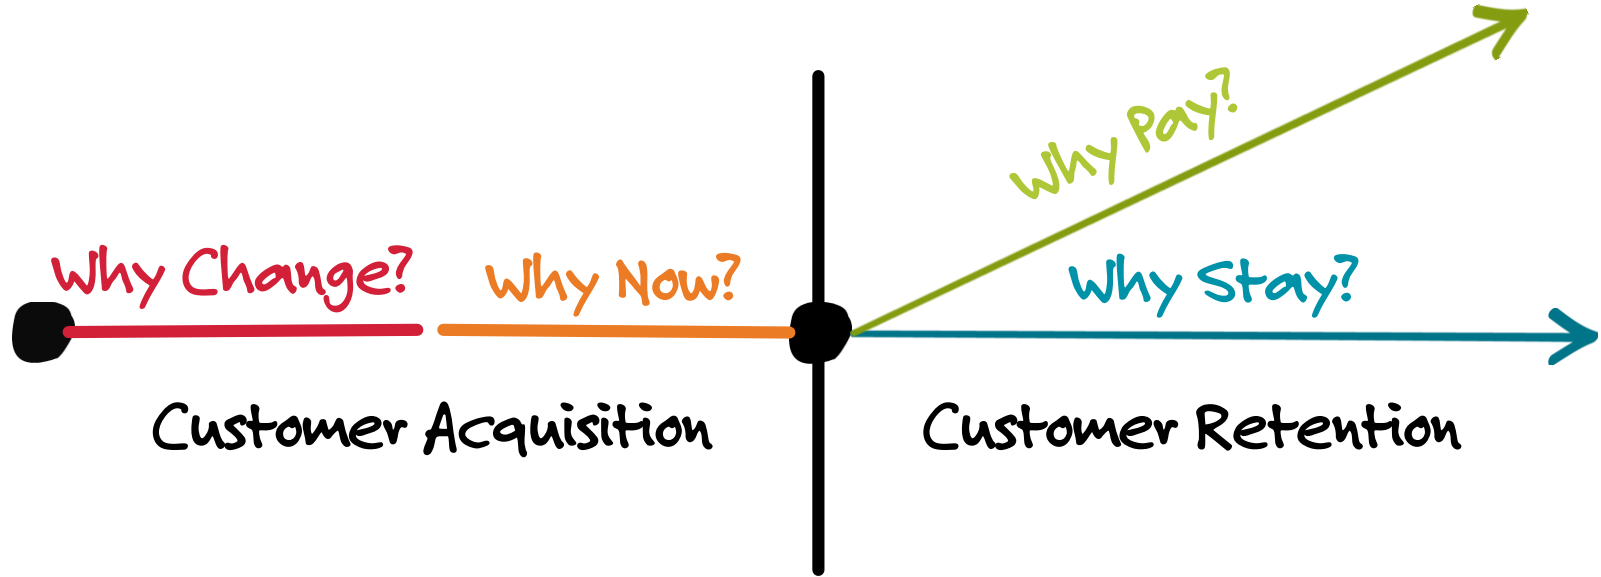 Why Pay?
Why Change?
Why Now?
Why Stay?
Customer Acquisition
Customer Retention